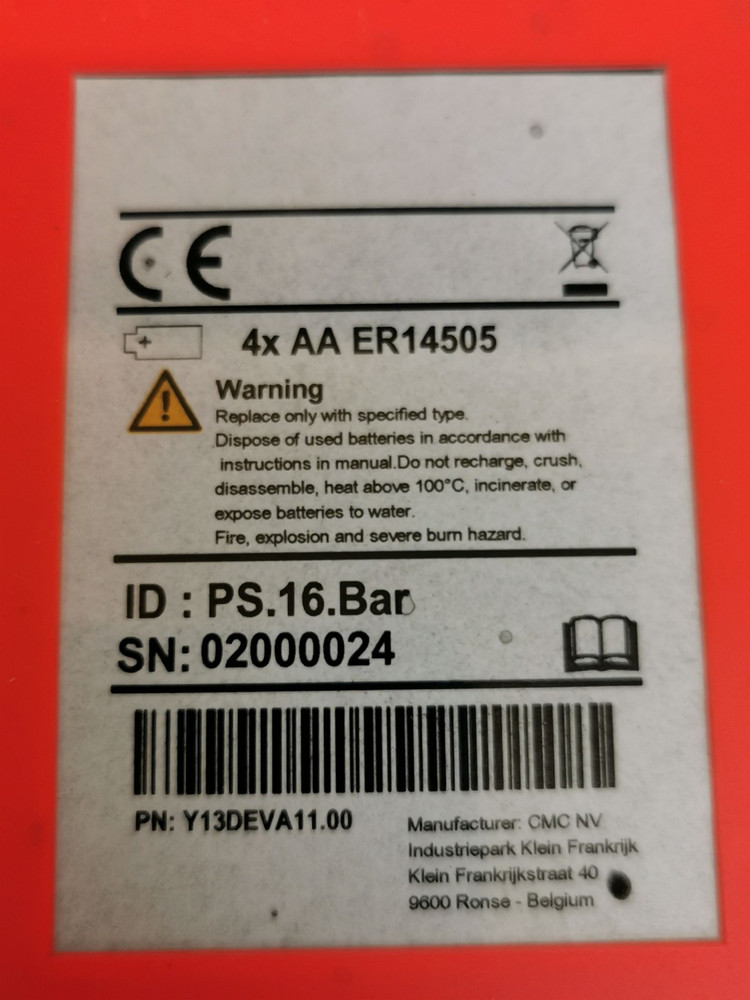 CE
4x AA ER14505
Warning
Replace only with specified type.
Dispose of used batteries in accordance with
instructions in manual.Do not recharge, crush,
disassemble, heat above 100°C, incinerate, or
expose batteries to water.
Fire, explosion and severe burn hazard.
ID : PS.16.Bar
SN: 02000024
PN: Y13DEVA11.00
Manufacturer: CMC NV
Industriepark Klein Frankrijk
Klein Frankrijkstraat 40
9600 Ronse - Belgium